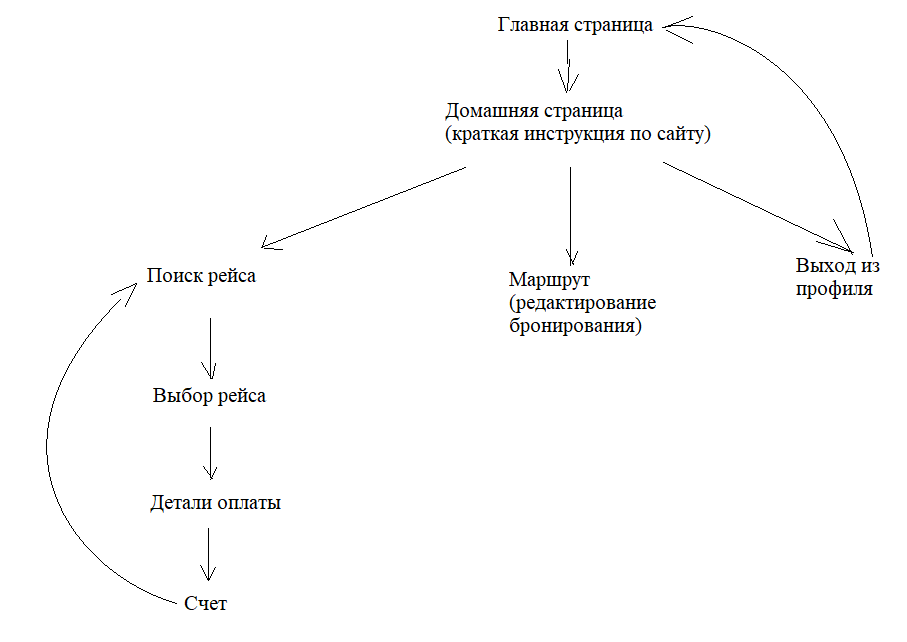 Главная страница
Домашняя страница
(краткая инструкция по сайту)
Поиск рейса
Маршрут
(редактирование
бронирования)
Выход из
профиля
Выбор рейса
Детали оплаты
Счет